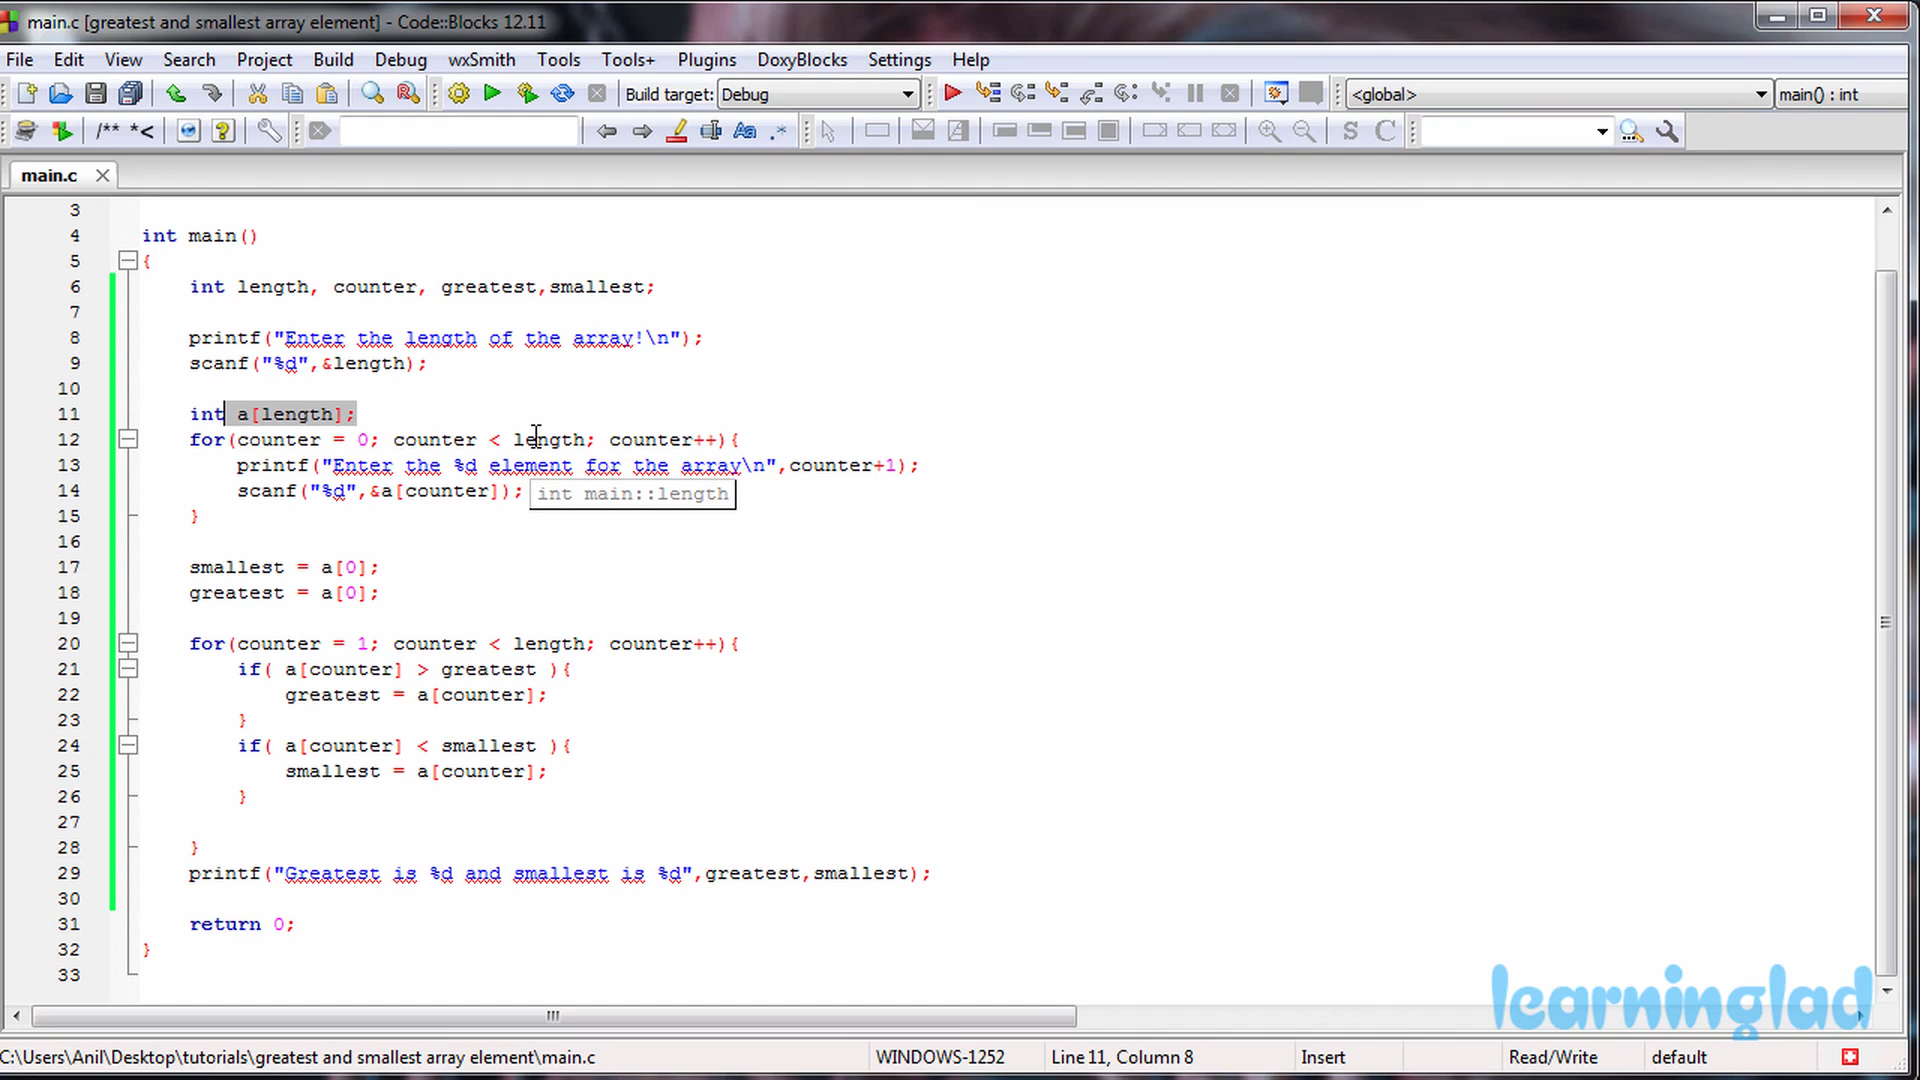 main.c [greatest and smallest array element] - Code::Blocks 12.11
File Edit View Search Project Build Debug wxSmith Tools Tools+ Plugins DoxyBlocks Settings Help
Build target: Debug <global> main() : int
/** *< Aa .* S C
main.c
3
4 int main()
5 {
6 int length, counter, greatest,smallest;
7
8 printf("Enter the length of the array!\n");
9 scanf("%d",&length);
10
11 int a[length];
12 for(counter = 0; counter < length; counter++){
13 printf("Enter the %d element for the array\n",counter+1);
14 scanf("%d",&a[counter]); int main::length
15 }
16
17 smallest = a[0];
18 greatest = a[0];
19
20 for(counter = 1; counter < length; counter++){
21 if( a[counter] > greatest ){
22 greatest = a[counter];
23 }
24 if( a[counter] < smallest ){
25 smallest = a[counter];
26 }
27
28 }
29 printf("Greatest is %d and smallest is %d",greatest,smallest);
30
31 return 0;
32 }
33
learninglad
C:\Users\Anil\Desktop\tutorials\greatest and smallest array element\main.c WINDOWS-1252 Line 11, Column 8 Insert Read/Write default